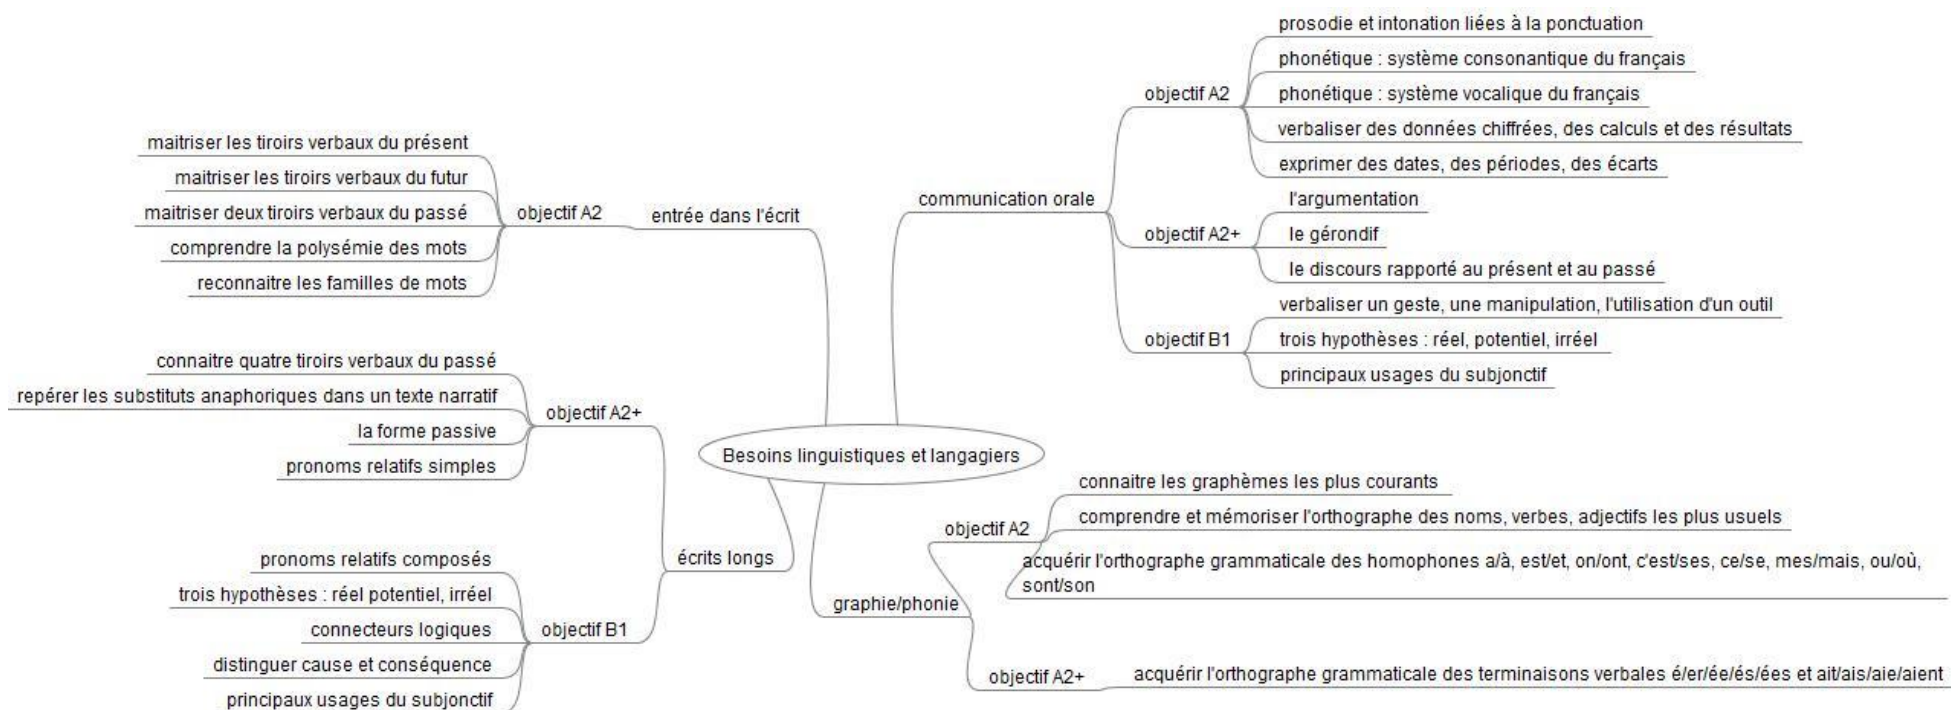 Besoins linguistiques et langagiers
communication orale
objectif A2
prosodie et intonation liées à la ponctuation
phonétique : système consonantique du français
phonétique : système vocalique du français
verbaliser des données chiffrées, des calculs et des résultats
exprimer des dates, des périodes, des écarts
objectif A2+
l'argumentation
le gérondif
le discours rapporté au présent et au passé
objectif B1
verbaliser un geste, une manipulation, l'utilisation d'un outil
trois hypothèses : réel, potentiel, irréel
principaux usages du subjonctif
graphie/phonie
objectif A2
connaitre les graphèmes les plus courants
comprendre et mémoriser l'orthographe des noms, verbes, adjectifs les plus usuels
acquérir l'orthographe grammaticale des homophones a/à, est/et, on/ont, c'est/ses, ce/se, mes/mais, ou/où,
sont/son
objectif A2+
acquérir l'orthographe grammaticale des terminaisons verbales é/er/ée/és/ées et ait/ais/aie/aient
entrée dans l'écrit
objectif A2
maitriser les tiroirs verbaux du présent
maitriser les tiroirs verbaux du futur
maitriser deux tiroirs verbaux du passé
comprendre la polysémie des mots
reconnaitre les familles de mots
écrits longs
objectif A2+
connaitre quatre tiroirs verbaux du passé
repérer les substituts anaphoriques dans un texte narratif
la forme passive
pronoms relatifs simples
objectif B1
pronoms relatifs composés
trois hypothèses : réel potentiel, irréel
connecteurs logiques
distinguer cause et conséquence
principaux usages du subjonctif